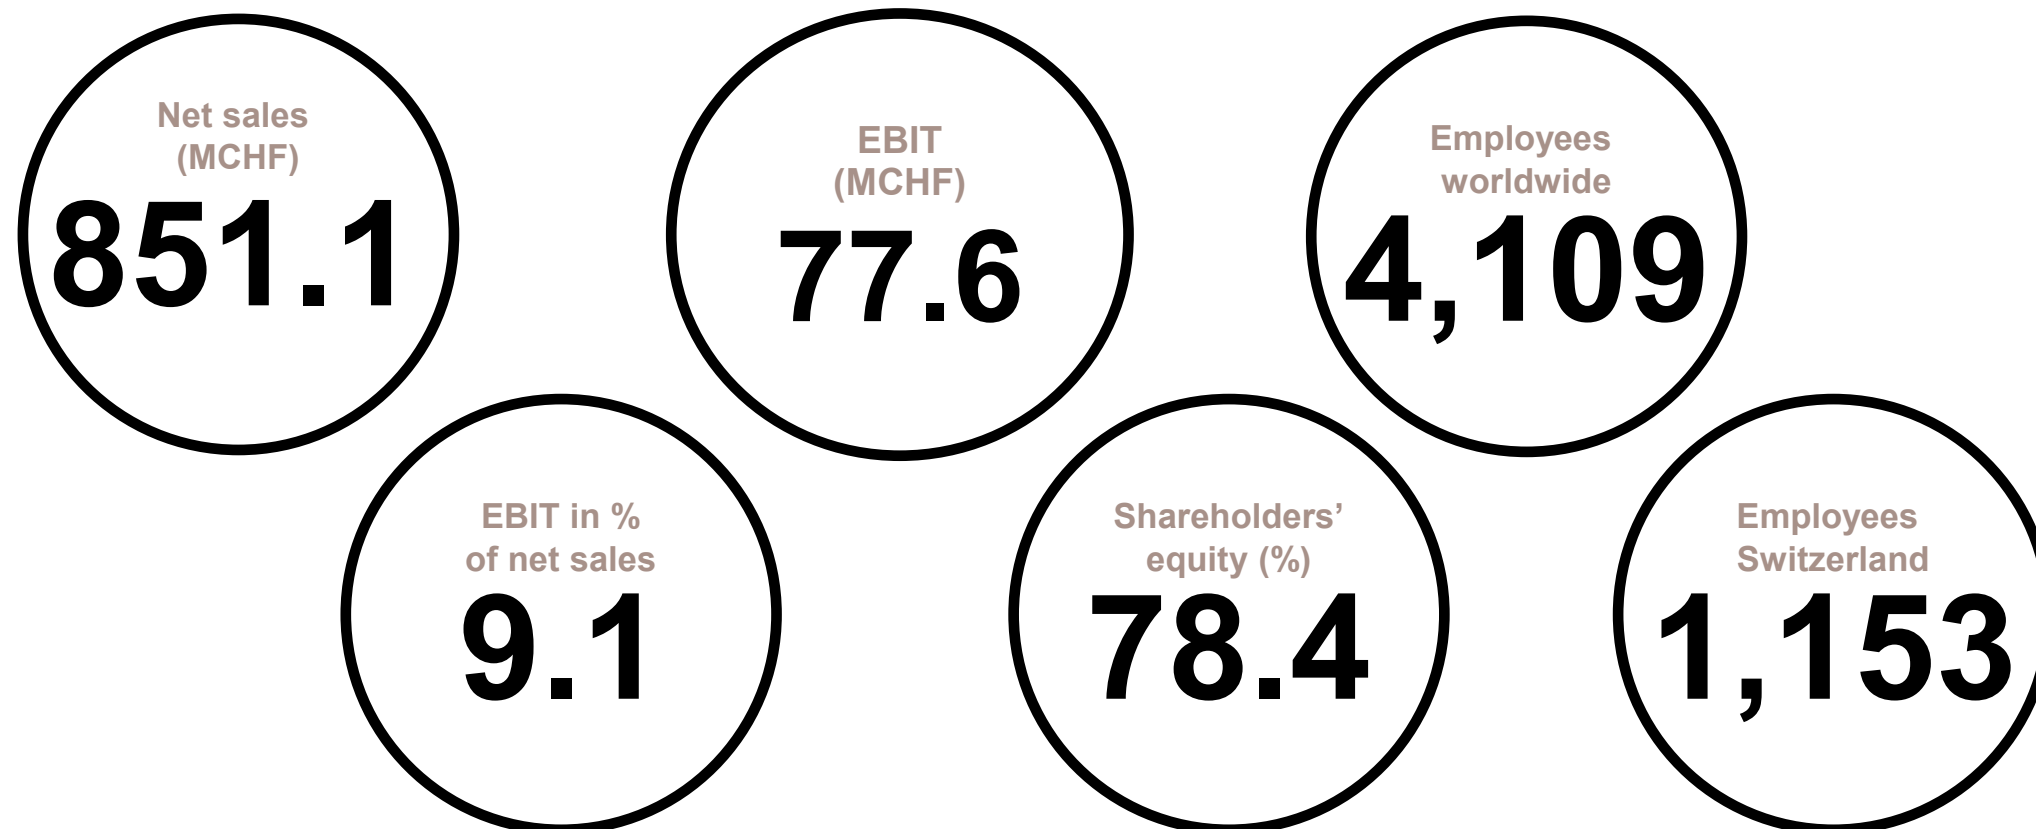 Net sales
(MCHF)
851.1
EBIT
(MCHF)
77.6
Employees
worldwide
4,109
EBIT in %
of net sales
9.1
Shareholders’
equity (%)
78.4
Employees
Switzerland
1,153